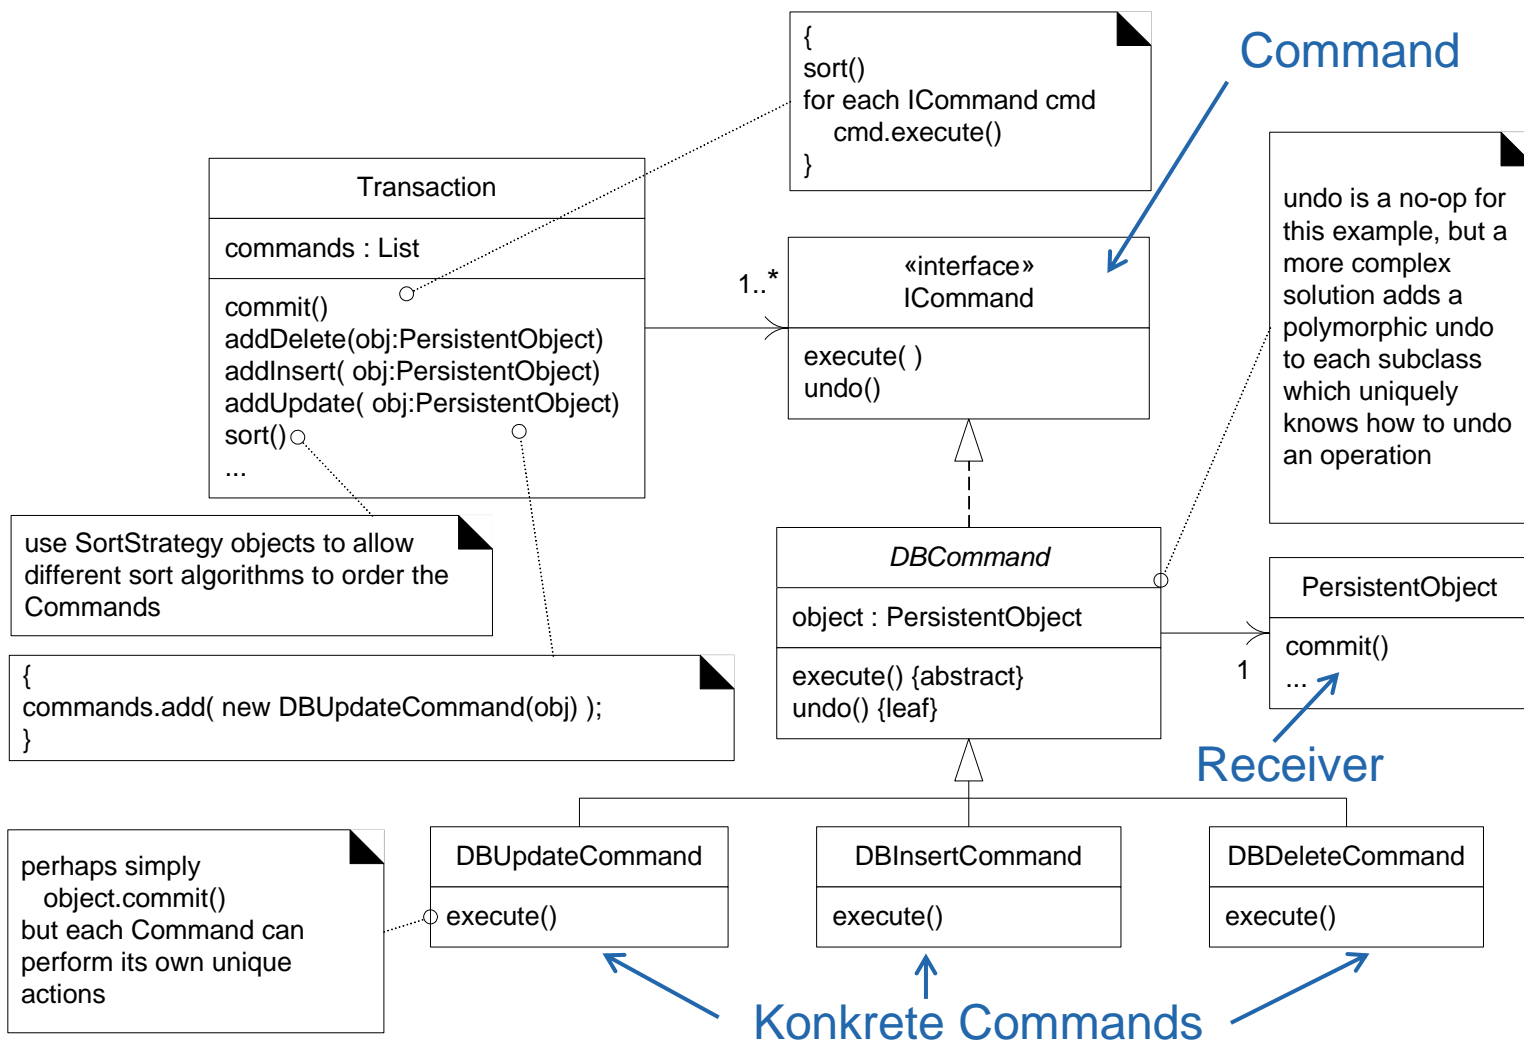 {
sort()
for each ICommand cmd
cmd.execute()
}
Command
Transaction
commands : List
commit()
addDelete(obj:PersistentObject)
addInsert( obj:PersistentObject)
addUpdate( obj:PersistentObject)
sort()
...
1..*
«interface»
ICommand
execute( )
undo()
undo is a no-op for
this example, but a
more complex
solution adds a
polymorphic undo
to each subclass
which uniquely
knows how to undo
an operation
use SortStrategy objects to allow
different sort algorithms to order the
Commands
{
commands.add( new DBUpdateCommand(obj) );
}
DBCommand
object : PersistentObject
execute() {abstract}
undo() {leaf}
1
PersistentObject
commit()
...
Receiver
perhaps simply
object.commit()
but each Command can
perform its own unique
actions
DBUpdateCommand
execute()
DBInsertCommand
execute()
DBDeleteCommand
execute()
Konkrete Commands